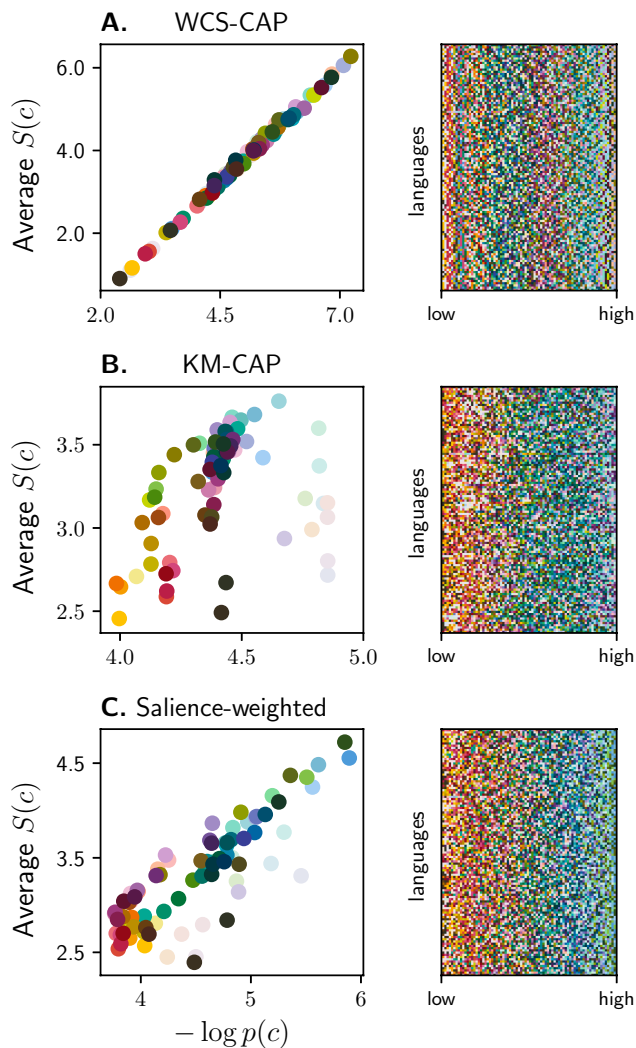 A. WCS-CAP
Average S(c)
6.0
4.0
2.0
2.0 4.5 7.0
languages
low high
B. KM-CAP
Average S(c)
3.5
3.0
2.5
4.0 4.5 5.0
languages
low high
C. Salience-weighted
Average S(c)
4.5
3.5
2.5
4 5 6
− log p(c)
languages
low high